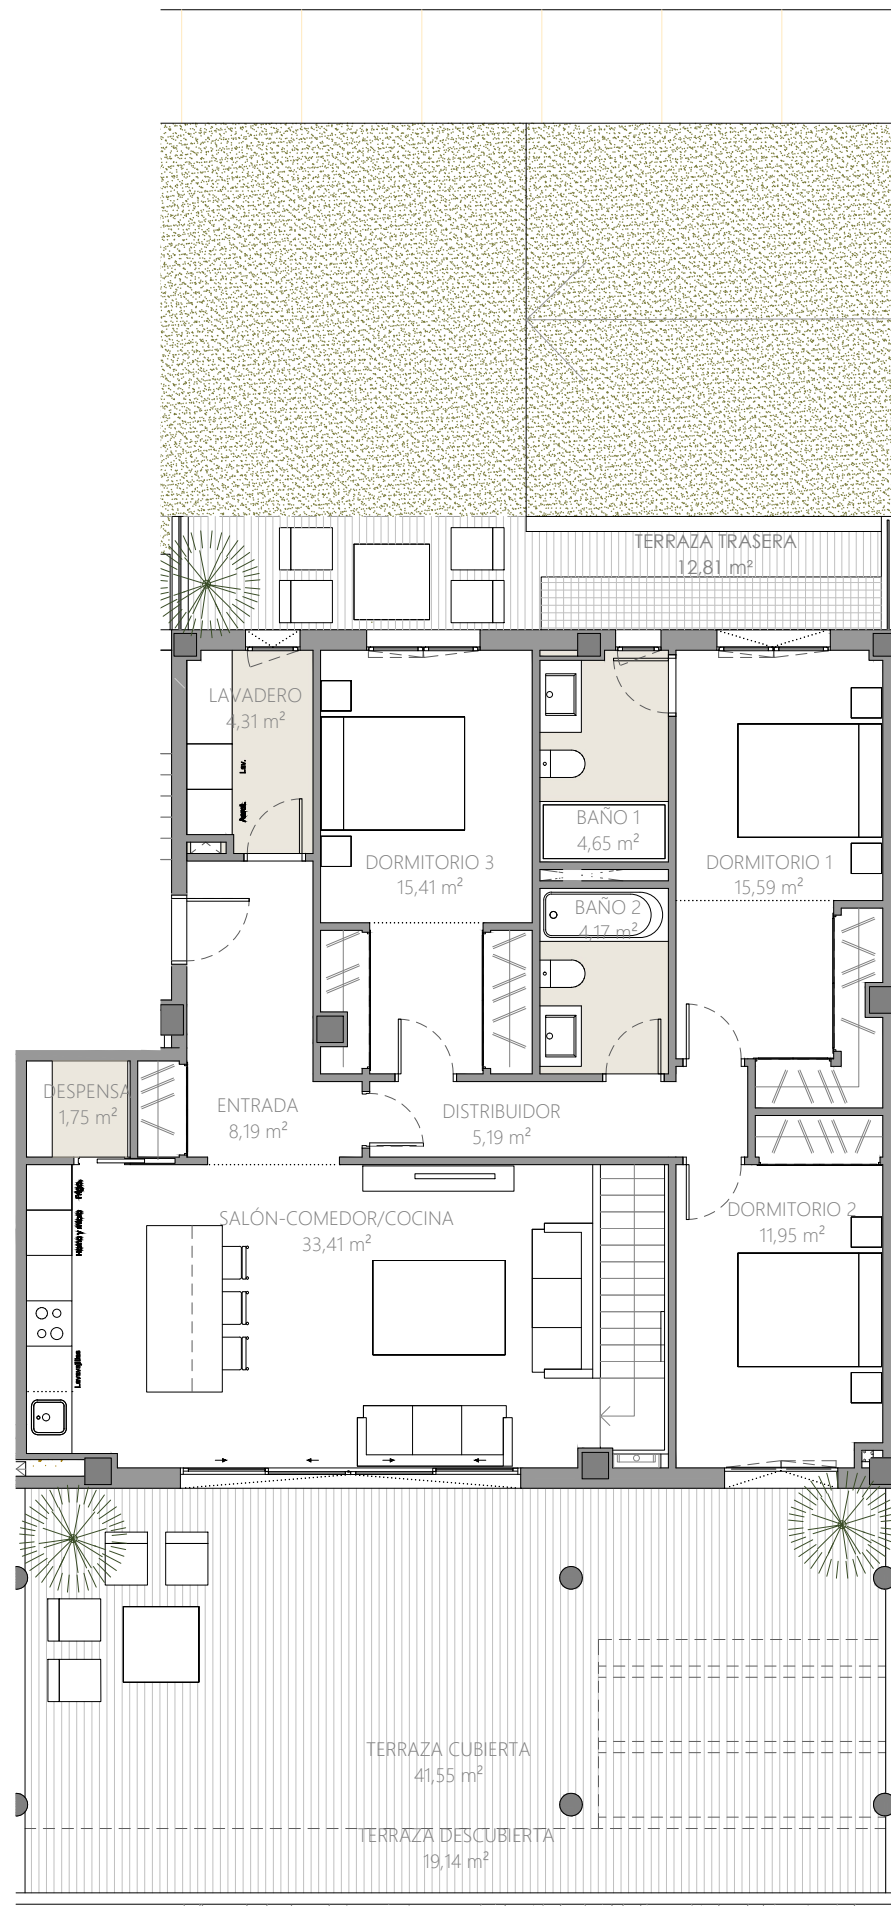 TERRAZA TRASERA
12,81 m²
LAVADERO
4,31 m²
Lav.
BAÑO 1
4,65 m²
DORMITORIO 3
15,41 m²
DORMITORIO 1
15,59 m²
BAÑO 2
4,17 m²
DESPENSA
1,75 m²
ENTRADA
8,19 m²
DISTRIBUIDOR
5,19 m²
SALÓN-COMEDOR/COCINA
33,41 m²
DORMITORIO 2
11,95 m²
Lavavajillas
TERRAZA CUBIERTA
41,55 m²
TERRAZA DESCUBIERTA
19,14 m²